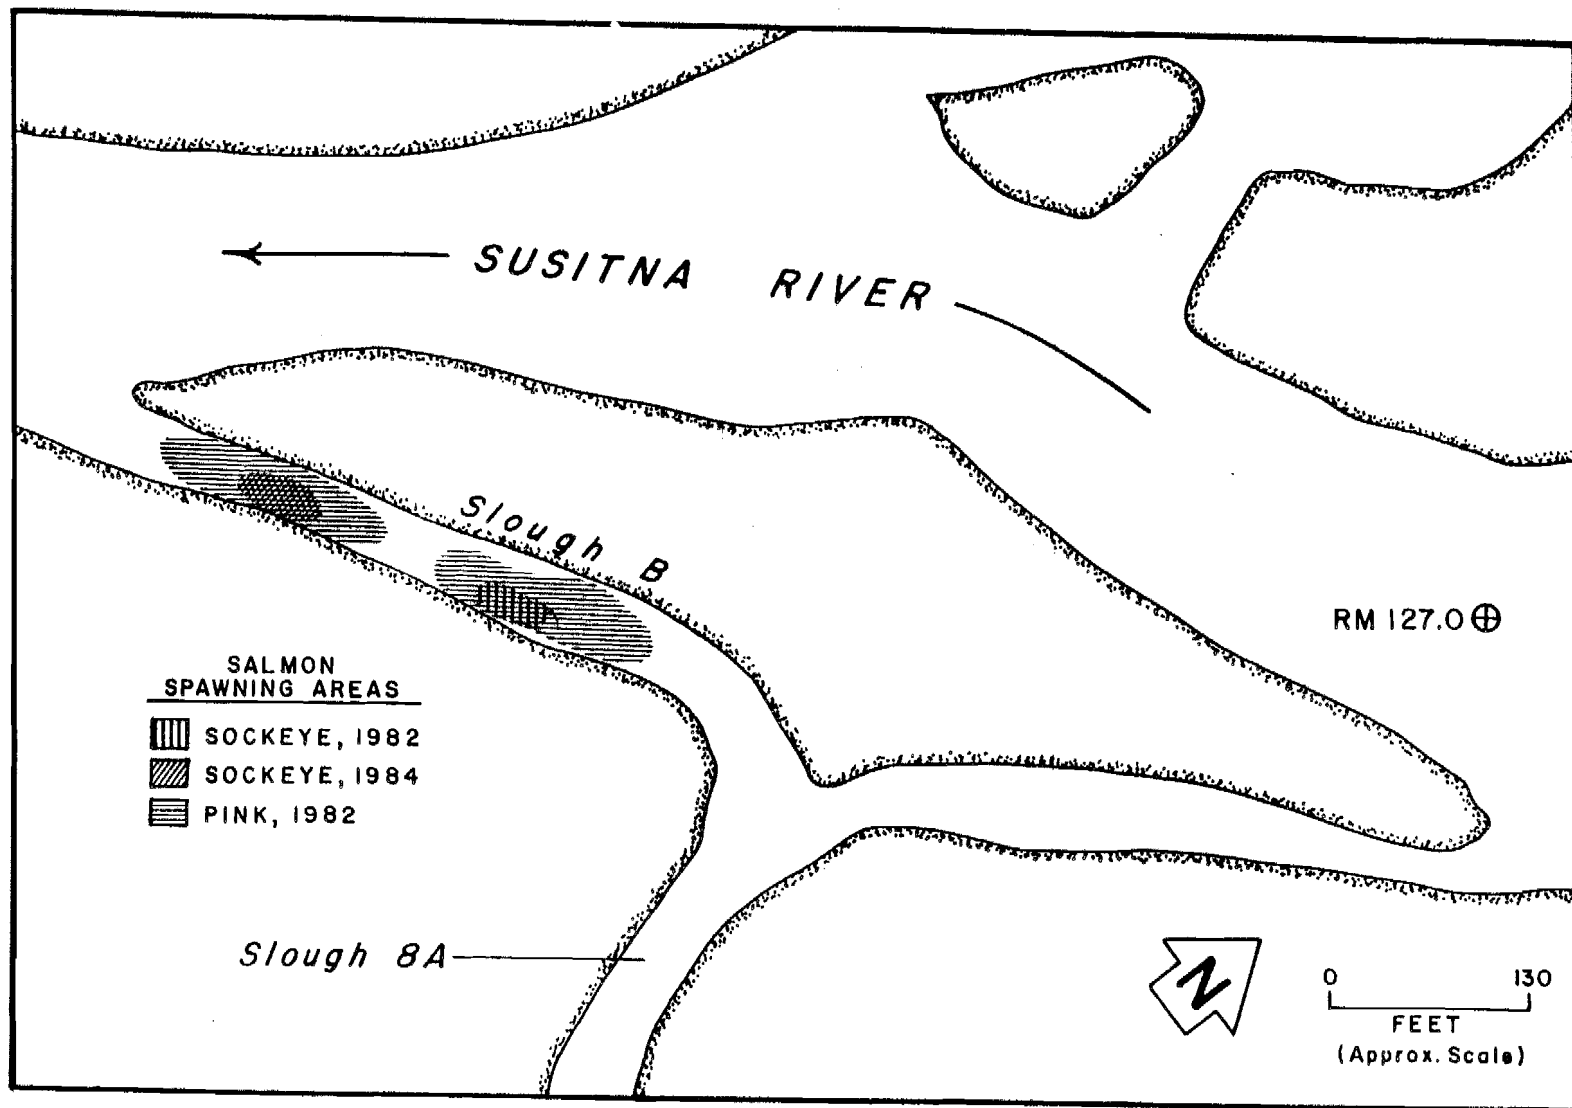 SUSITNA RIVER
Slough B
RM 127.0
SALMON
SPAWNING AREAS
SOCKEYE, 1982
SOCKEYE, 1984
PINK, 1982
Slough 8A
N
0 130
FEET
(Approx. Scale)